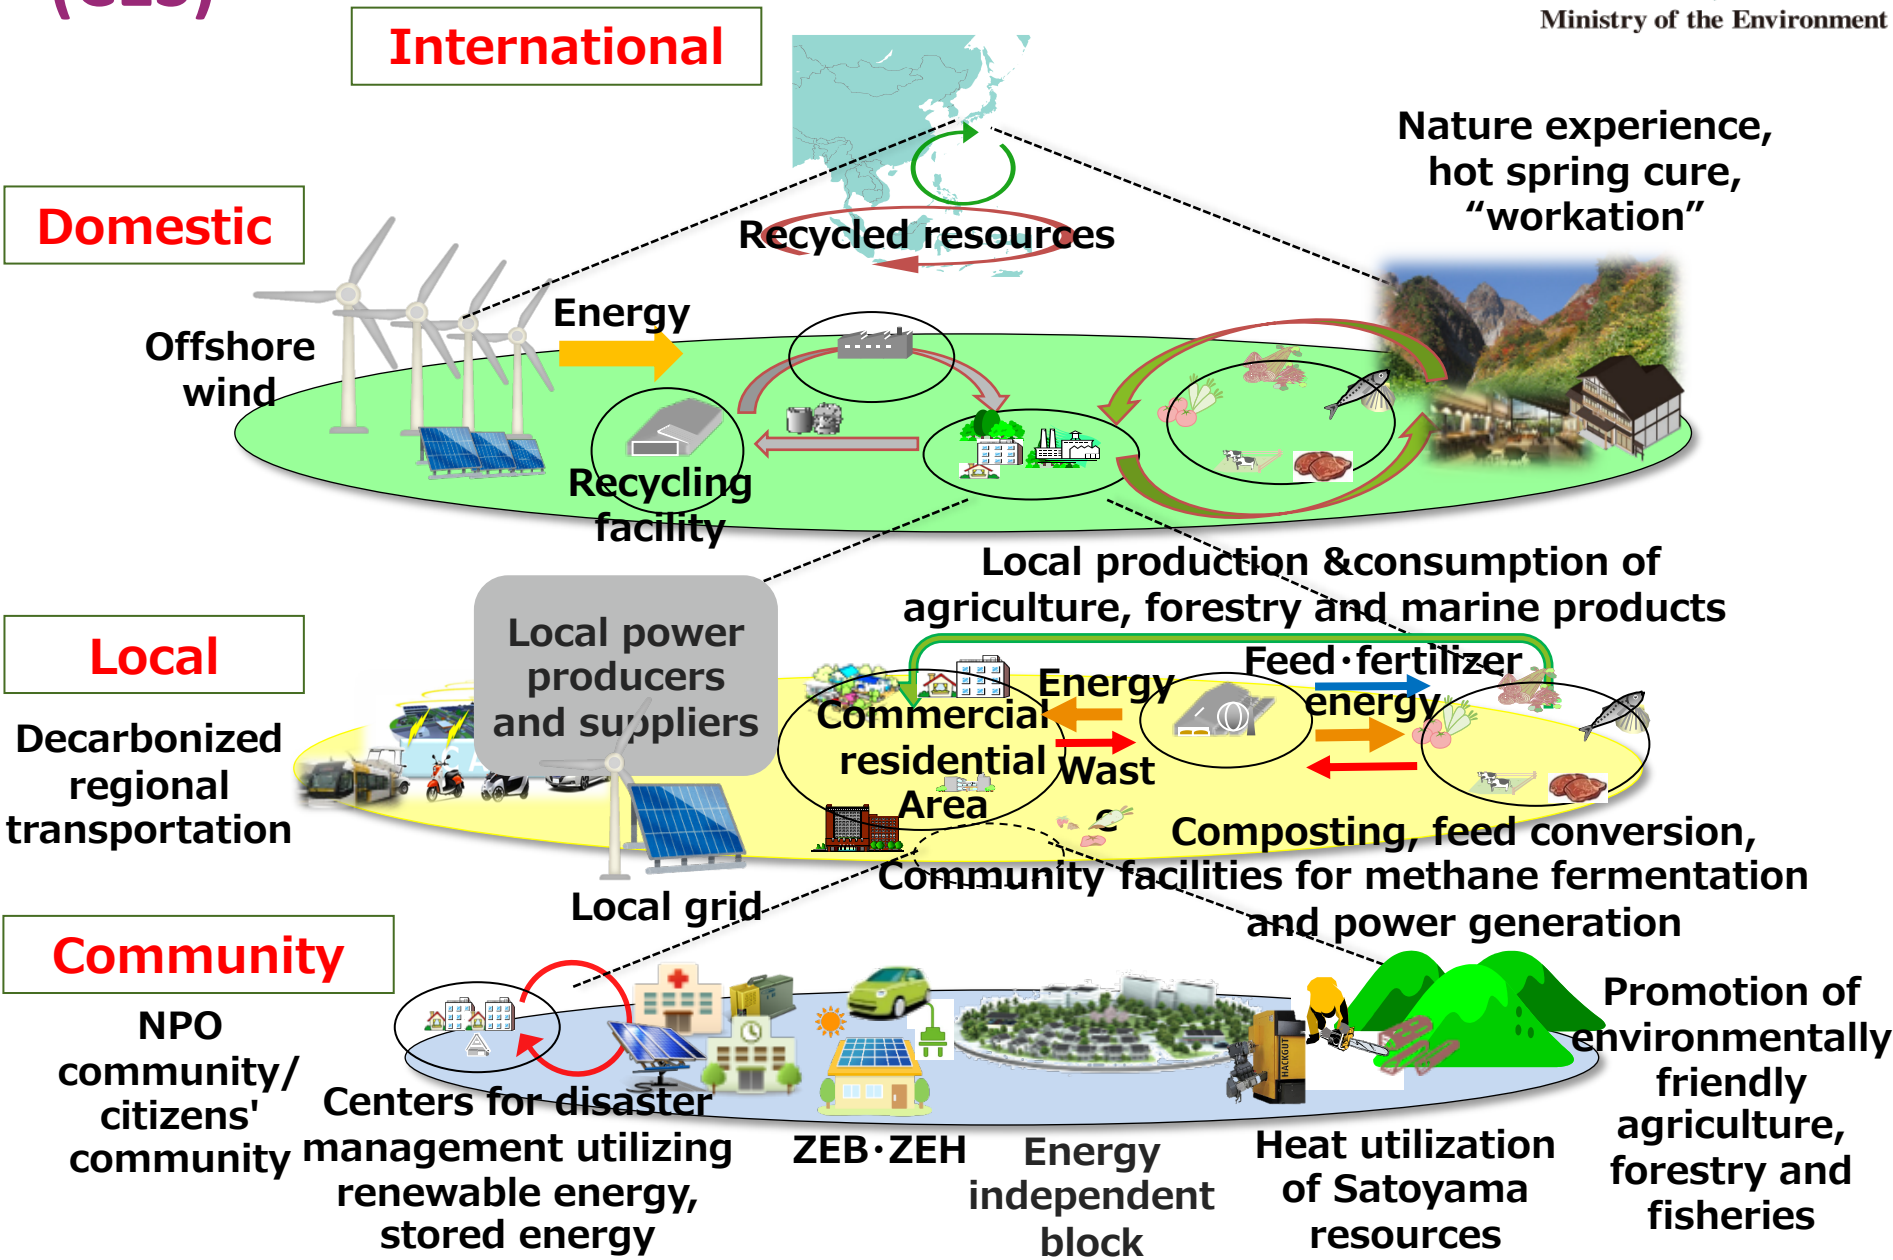 (CES)
Ministry of the Environment
International
Nature experience,
hot spring cure,
“workation”
Domestic
Recycled resources
Energy
Offshore
wind
Recycling
facility
Local production &consumption of
agriculture, forestry and marine products
Local power
producers
and suppliers
Local
Feed・fertilizer
Energy
energy
Commercial
residential
Area
Wast
e
Decarbonized
regional
transportation
Composting, feed conversion,
Community facilities for methane fermentation
and power generation
Local grid
Community
NPO
community/
citizens'
community
Centers for disaster
management utilizing
renewable energy,
stored energy
ZEB・ZEH
Energy
independent
block
HACKGUT
Heat utilization
of Satoyama
resources
Promotion of
environmentally
friendly
agriculture,
forestry and
fisheries